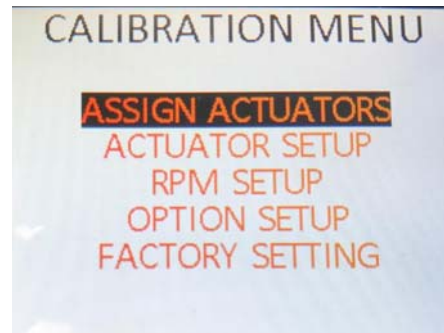 CALIBRATION MENU
ASSIGN ACTUATORS
ACTUATOR SETUP
RPM SETUP
OPTION SETUP
FACTORY SETTING